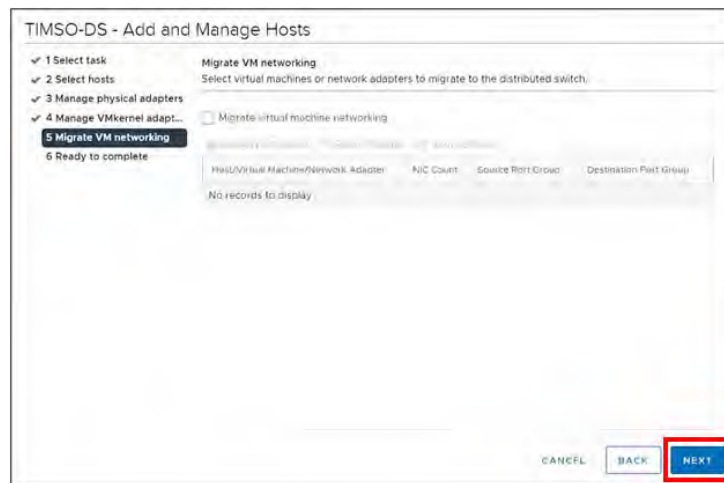 TIMSO-DS - Add and Manage Hosts
1 Select task
2 Select hosts
3 Manage physical adapters
4 Manage VMkernel adapt...
5 Migrate VM networking
6 Ready to complete
Migrate VM networking
Select virtual machines or network adapters to migrate to the distributed switch.
Migrate virtual machine networking
Host/Virtual Machine/Network Adapter NIC Count Source Port Group Destination Port Group
No records to display
CANCEL BACK NEXT